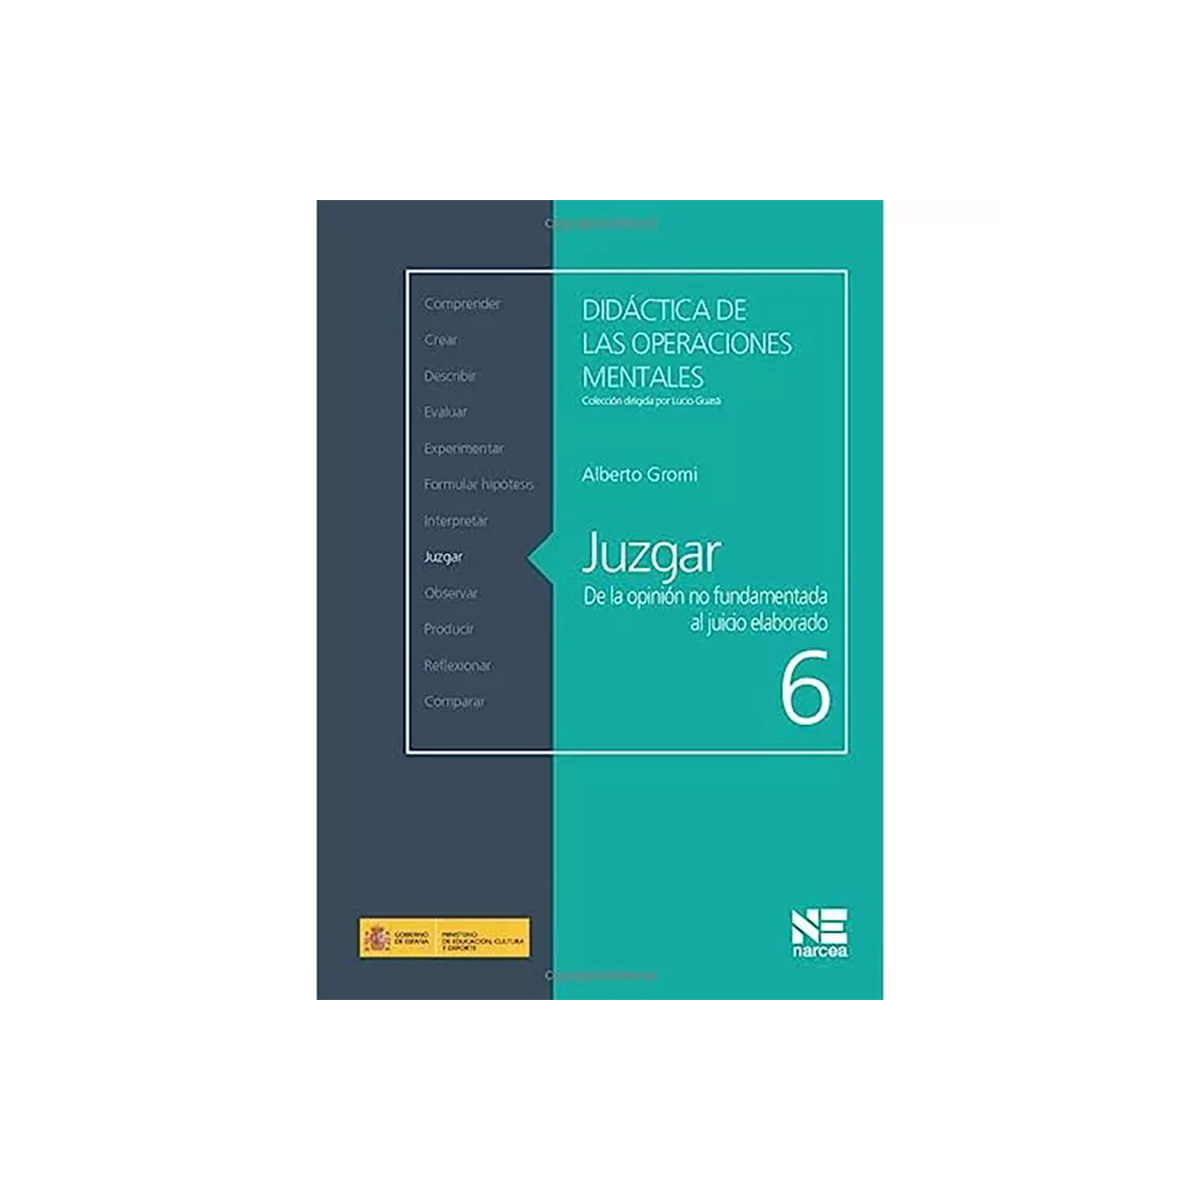 Comprender
Crear
Describir
Evaluar
Experimentar
Formular hipótesis
Interpretar
Juzgar
Observar
Producir
Reflexionar
Comparar
DIDÁCTICA DE
LAS OPERACIONES
MENTALES
Colección dirigida por Lucio Guasti
Alberto Gromi
Juzgar
De la opinión no fundamentada
al juicio elaborado
6
GOBIERNO
DE ESPAÑA
MINISTERIO
DE EDUCACIÓN, CULTURA
Y DEPORTE
NE
narcea